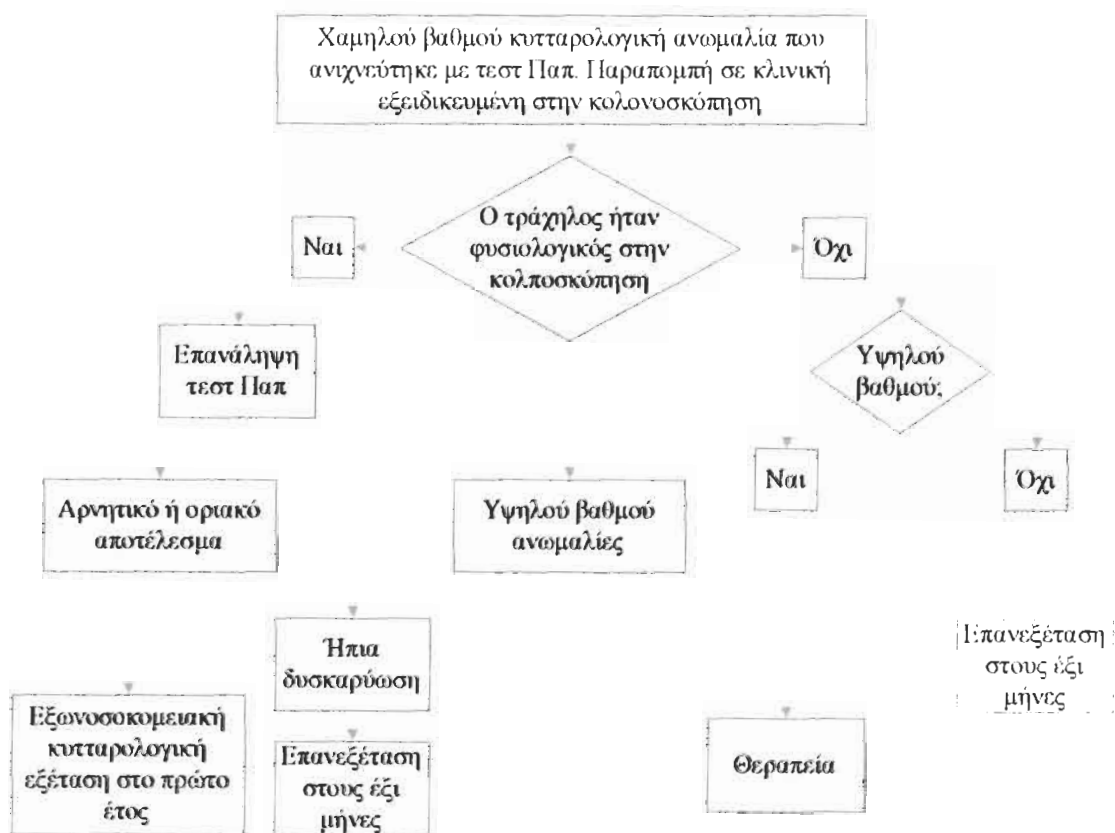 Χαμηλού βαθμού κυτταρολογική ανωμαλία που
ανιχνεύτηκε με τεστ Παπ. Παραπομπή σε κλινική
εξειδικευμένη στην κολονοσκόπηση
Ο τράχηλος ήταν
φυσιολογικός στην
κολποσκόπηση
Ναι
Όχι
Επανάληψη
τεστ Παπ
Υψηλού
βαθμού;
Ναι
Όχι
Αρνητικό ή οριακό
αποτέλεσμα
Υψηλού βαθμού
ανωμαλίες
Ήπια
δυσκαρύωση
Επανεξέταση
στους έξι
μήνες
Εξωνοσοκομειακή
κυτταρολογική
εξέταση στο πρώτο
έτος
Επανεξέταση
στους έξι
μήνες
Θεραπεία